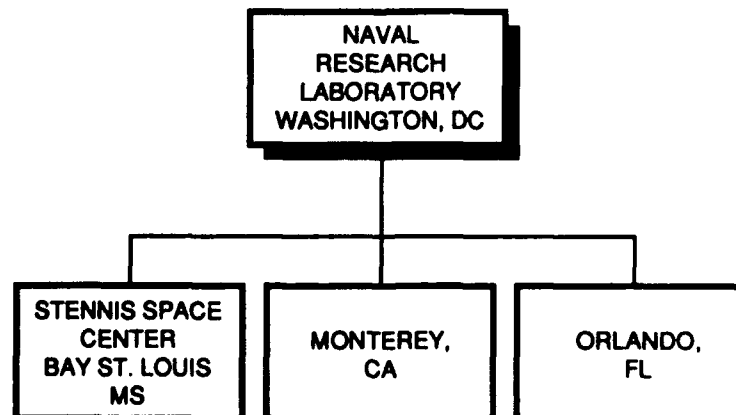 NAVAL
RESEARCH
LABORATORY
WASHINGTON, DC
STENNIS SPACE
CENTER
BAY ST. LOUIS
MS
MONTEREY,
CA
ORLANDO,
FL